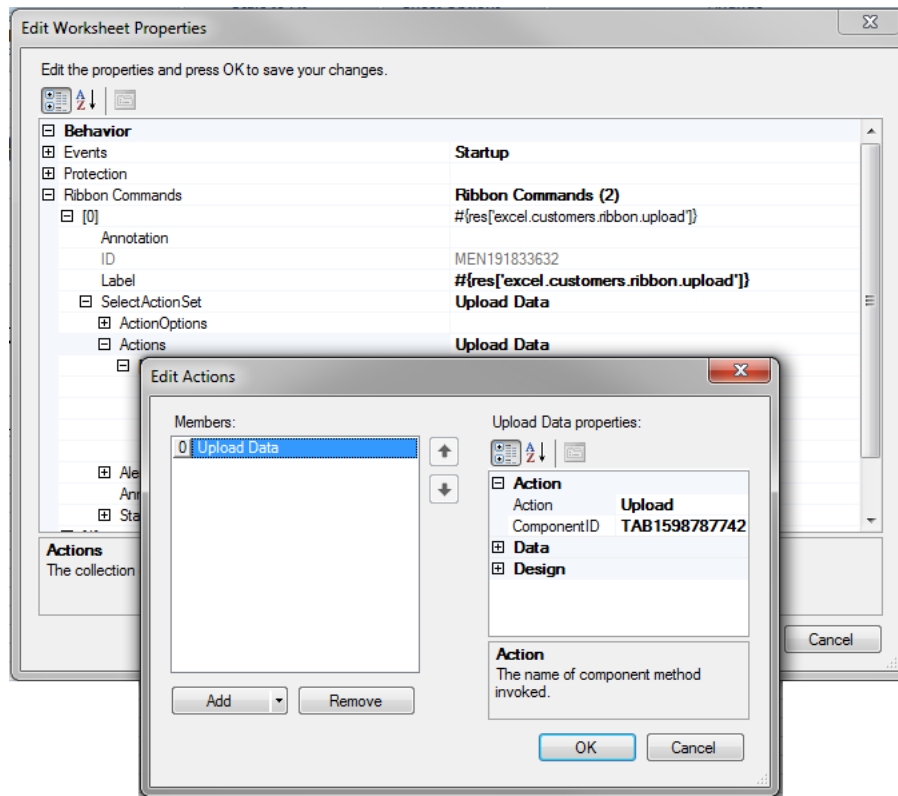 Edit Worksheet Properties
Edit the properties and press OK to save your changes.
Behavior
Events Startup
Protection
Ribbon Commands Ribbon Commands (2)
[0] #{res['excel.customers.ribbon.upload']}
Annotation
ID MEN191833632
Label #{res['excel.customers.ribbon.upload']}
SelectActionSet Upload Data
ActionOptions
Actions Upload Data
Ale
Ann
Sta
Actions
The collection
Cancel
Edit Actions
Members:
0 Upload Data
Add
Remove
Upload Data properties:
Action
Action Upload
ComponentID TAB1598787742
Data
Design
Action
The name of component method
invoked.
OK
Cancel